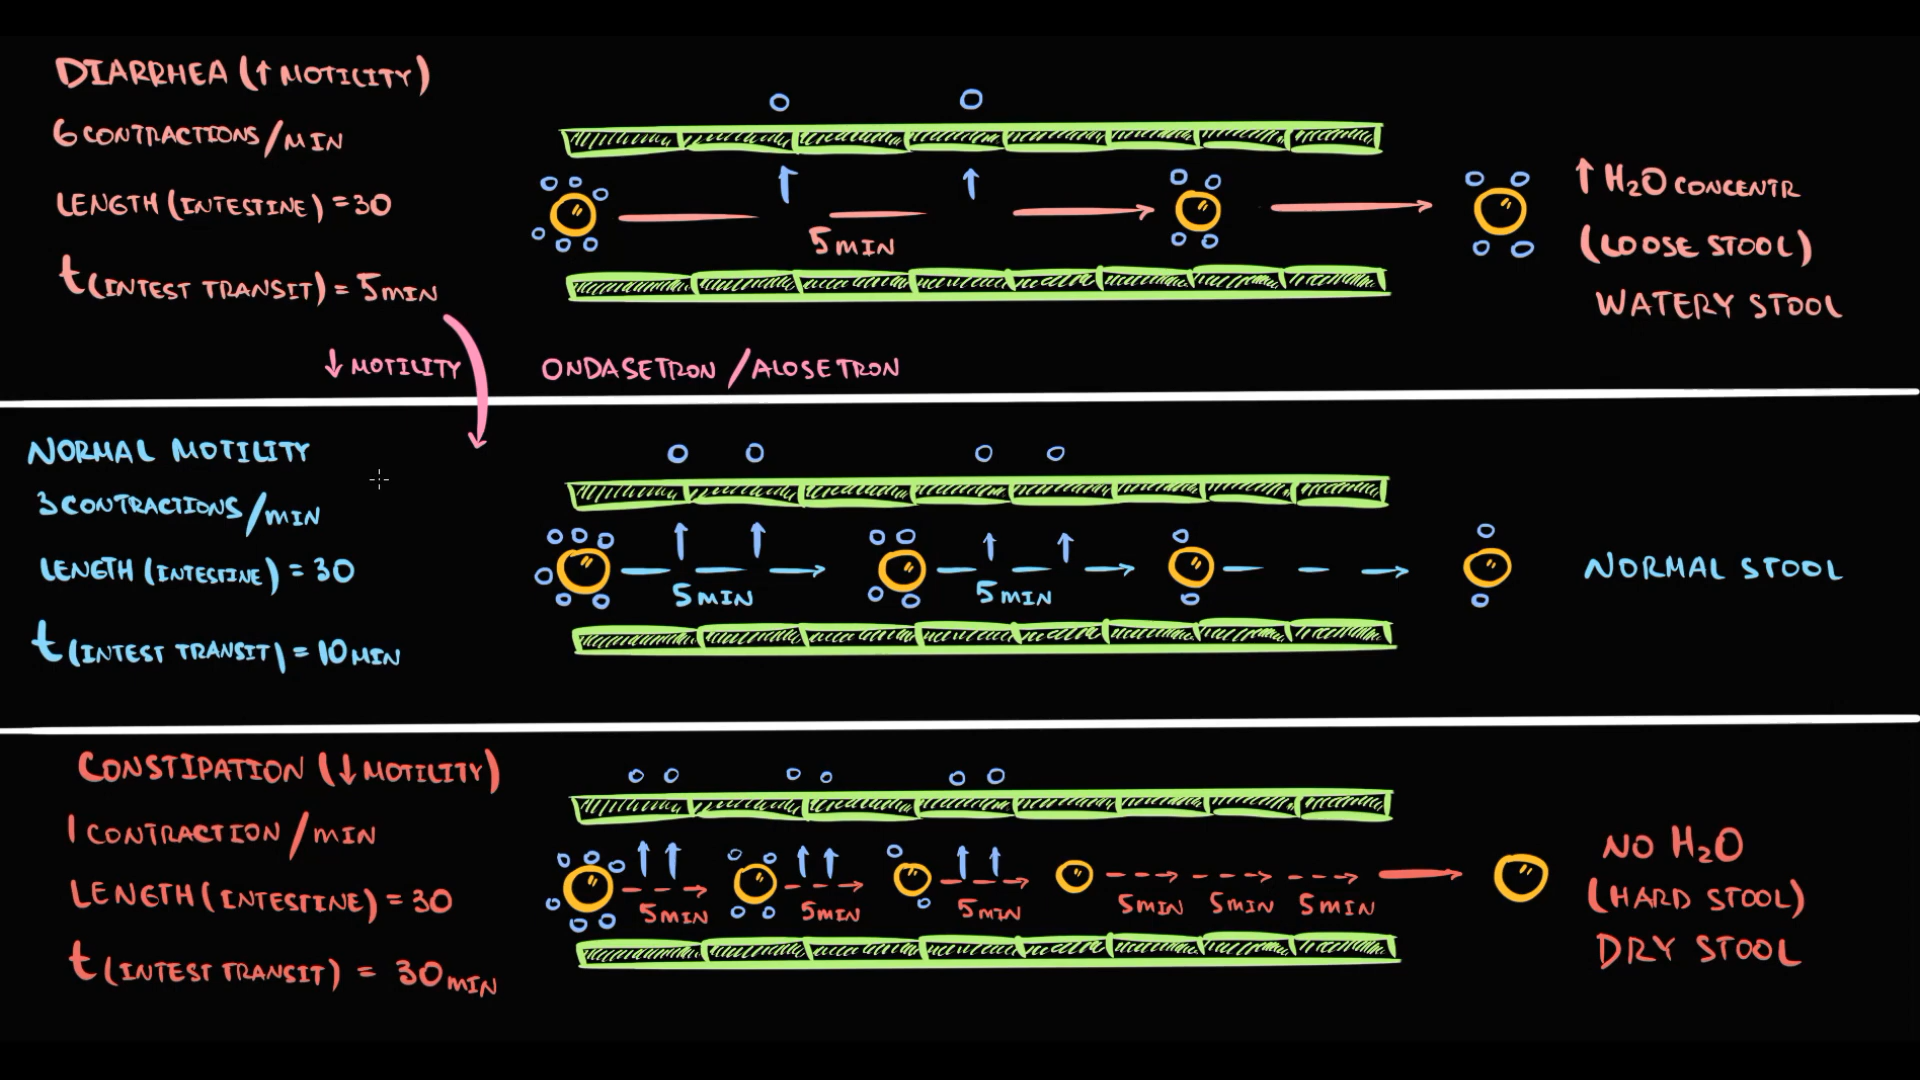 DIARRHEA (↑ MOTILITY)
6 CONTRACTIONS/MIN
LENGTH (INTESTINE) = 30
t (INTEST TRANSIT) = 5 MIN
5 MIN
↑ H2O CONCENTR
(LOOSE STOOL)
WATERY STOOL
↓ MOTILITY
ONDASETRON / ALOSETRON
NORMAL MOTILITY
3 CONTRACTIONS/MIN
LENGTH (INTESTINE) = 30
t (INTEST TRANSIT) = 10 MIN
5 MIN
5 MIN
NORMAL STOOL
CONSTIPATION (↓ MOTILITY)
1 CONTRACTION/MIN
LENGTH (INTESTINE) = 30
t (INTEST TRANSIT) = 30 MIN
5 MIN
5 MIN
5 MIN
5 MIN
5 MIN
5 MIN
NO H2O
(HARD STOOL)
DRY STOOL